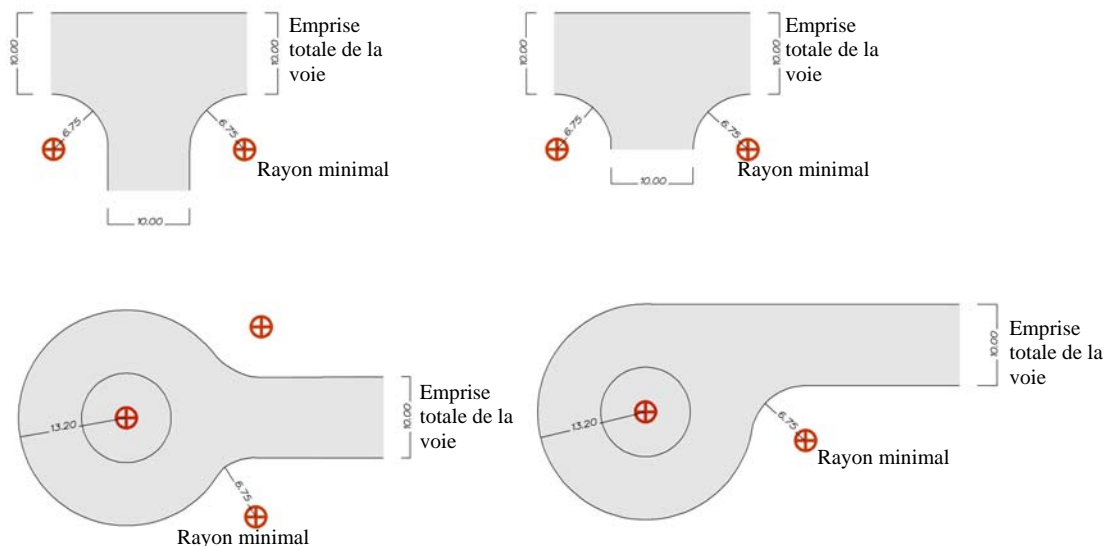 10.00
10.00
Emprise
totale de la
voie
6.75
6.75
Rayon minimal
10.00
10.00
10.00
Emprise
totale de la
voie
6.75
6.75
Rayon minimal
10.00
13.20
10.00
Emprise
totale de la
voie
6.75
Rayon minimal
13.20
10.00
Emprise
totale de la
voie
6.75
Rayon minimal